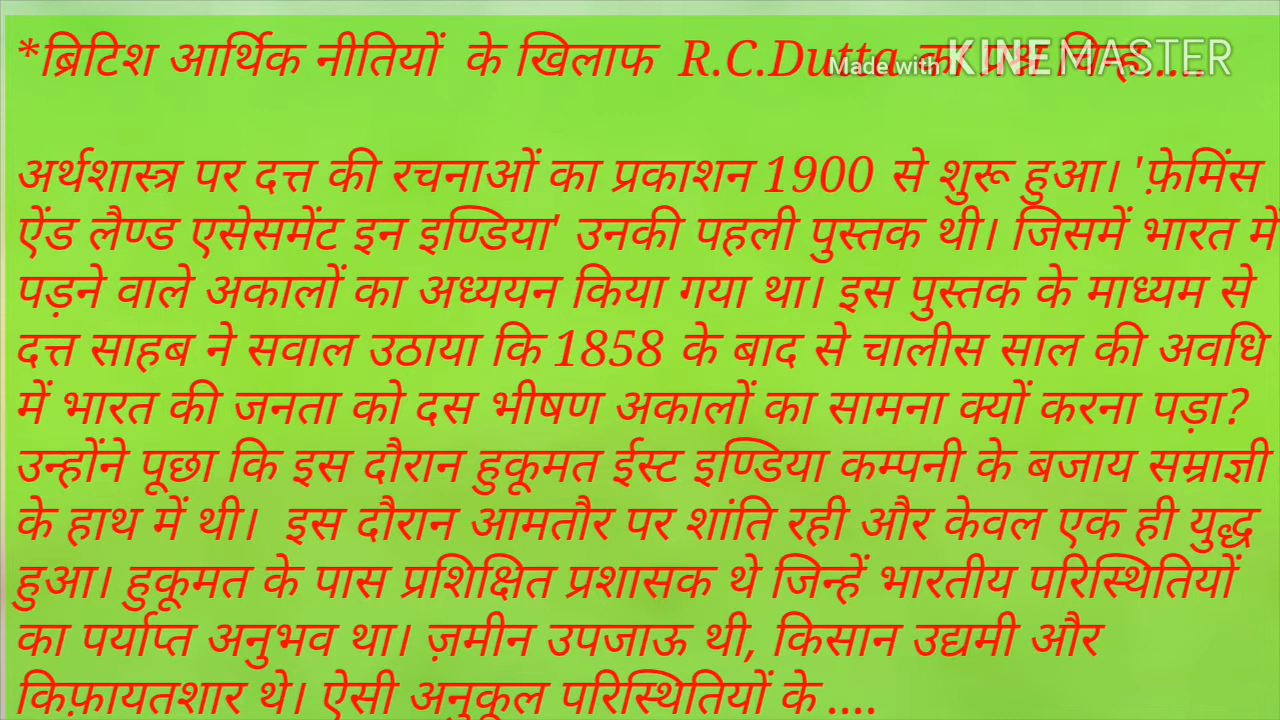 *ब्रिटिश आर्थिक नीतियों के खिलाफ R.C.Dutta का प्रश्न चिन्ह.....
Made with KINEMASTER
अर्थशास्त्र पर दत्त की रचनाओं का प्रकाशन 1900 से शुरू हुआ। 'फ़ेमिंस
ऐंड लैण्ड एसेसमेंट इन इण्डिया' उनकी पहली पुस्तक थी। जिसमें भारत में
पड़ने वाले अकालों का अध्ययन किया गया था। इस पुस्तक के माध्यम से
दत्त साहब ने सवाल उठाया कि 1858 के बाद से चालीस साल की अवधि
में भारत की जनता को दस भीषण अकालों का सामना क्यों करना पड़ा?
उन्होंने पूछा कि इस दौरान हुकूमत ईस्ट इण्डिया कम्पनी के बजाय सम्राज्ञी
के हाथ में थी। इस दौरान आमतौर पर शांति रही और केवल एक ही युद्ध
हुआ। हुकूमत के पास प्रशिक्षित प्रशासक थे जिन्हें भारतीय परिस्थितियों
का पर्याप्त अनुभव था। ज़मीन उपजाऊ थी, किसान उद्यमी और
किफ़ायतशार थे। ऐसी अनुकूल परिस्थितियों के ....